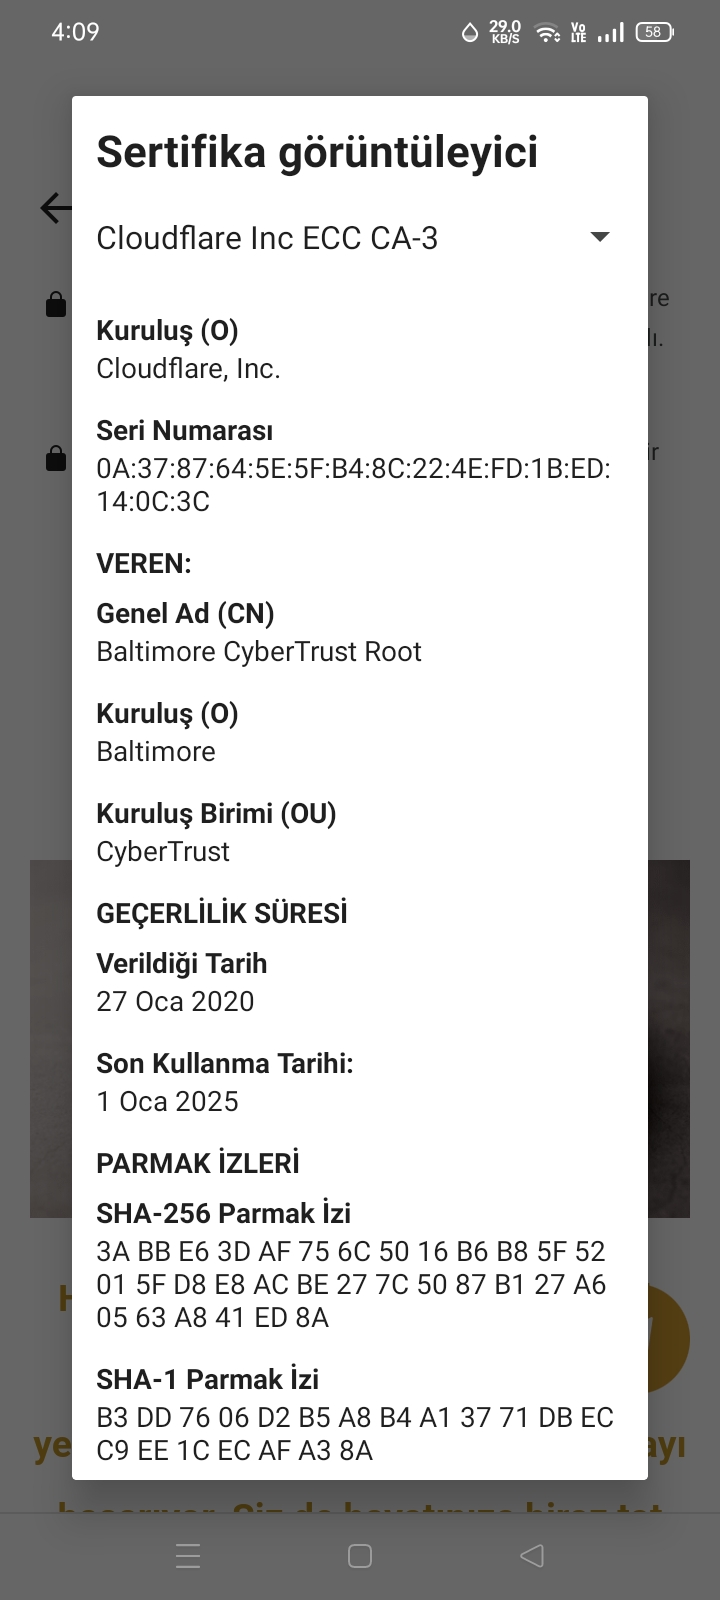 4:09
29.0
KB/S
Vo
LTE
58
Sertifika görüntüleyici
Cloudflare Inc ECC CA-3
re
lı.
ir
Kuruluş (O)
Cloudflare, Inc.
Seri Numarası
0A:37:87:64:5E:5F:B4:8C:22:4E:FD:1B:ED:
14:0C:3C
VEREN:
Genel Ad (CN)
Baltimore CyberTrust Root
Kuruluş (O)
Baltimore
Kuruluş Birimi (OU)
CyberTrust
GEÇERLİLİK SÜRESİ
Verildiği Tarih
27 Oca 2020
Son Kullanma Tarihi:
1 Oca 2025
PARMAK İZLERİ
SHA-256 Parmak İzi
3A BB E6 3D AF 75 6C 50 16 B6 B8 5F 52
01 5F D8 E8 AC BE 27 7C 50 87 B1 27 A6
05 63 A8 41 ED 8A
SHA-1 Parmak İzi
B3 DD 76 06 D2 B5 A8 B4 A1 37 71 DB EC
C9 EE 1C EC AF A3 8A
ye
ayı